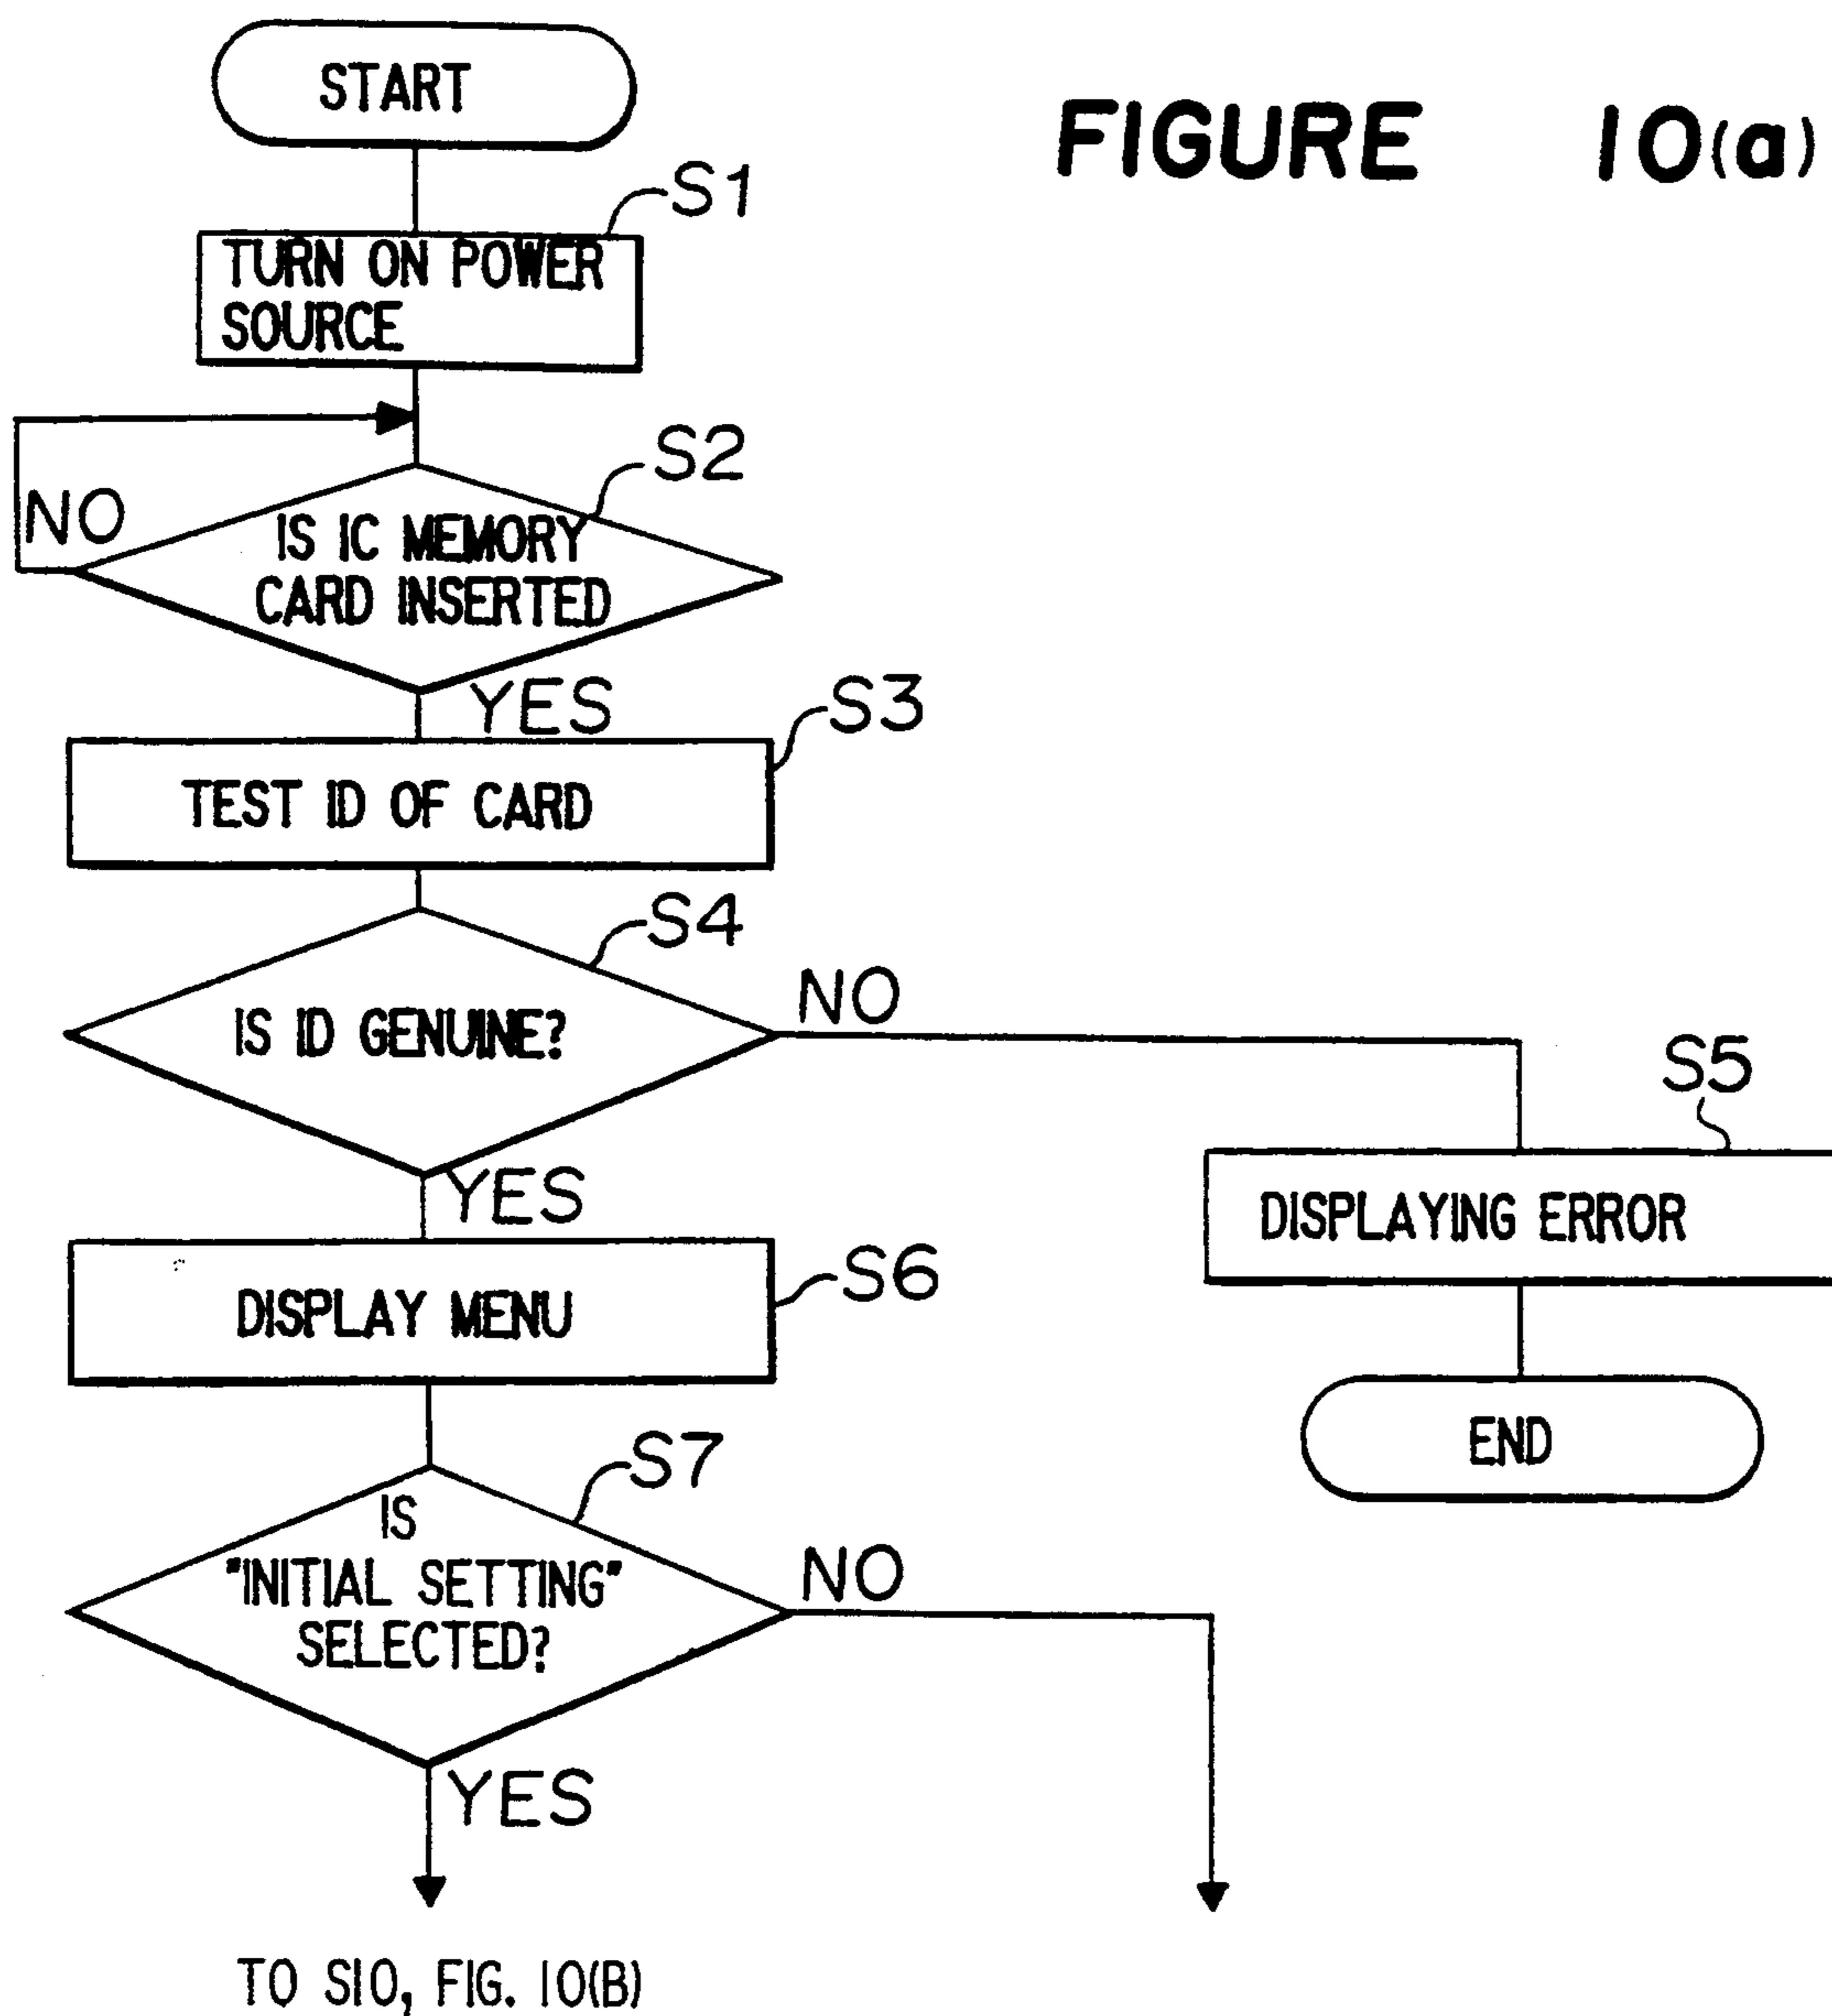 START
FIGURE 10(a)
S1
TURN ON POWER
SOURCE
S2
NO
IS IC MEMORY
CARD INSERTED
YES
S3
TEST ID OF CARD
S4
NO
IS ID GENUINE?
S5
YES
DISPLAYING ERROR
S6
DISPLAY MENU
END
S7
IS
"INITIAL SETTING"
SELECTED?
NO
YES
TO S10, FIG. 10(B)